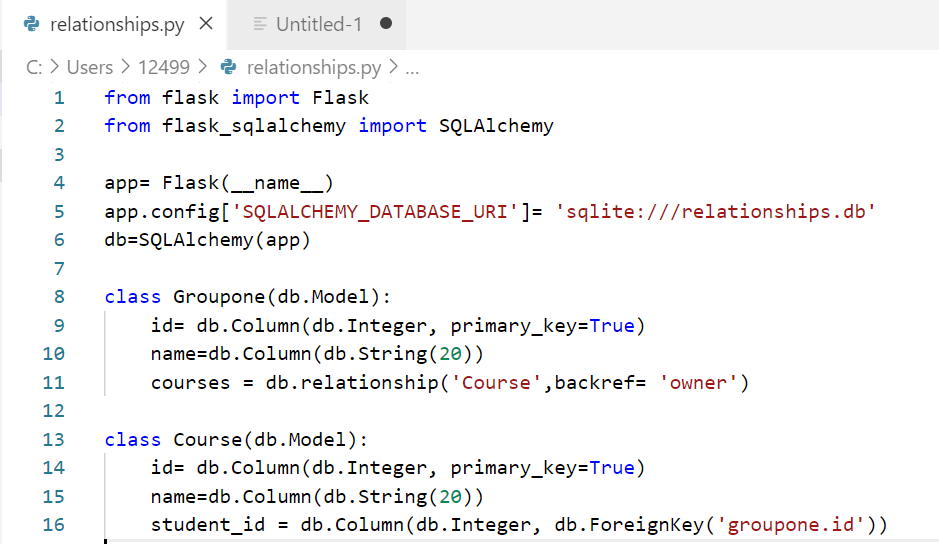 relationships.py ×
Untitled-1 ●
C: > Users > 12499 > relationships.py > ...
1 from flask import Flask
2 from flask_sqlalchemy import SQLAlchemy
3
4 app= Flask(__name__)
5 app.config['SQLALCHEMY_DATABASE_URI']= 'sqlite:///relationships.db'
6 db=SQLAlchemy(app)
7
8 class Groupone(db.Model):
9     id= db.Column(db.Integer, primary_key=True)
10     name=db.Column(db.String(20))
11     courses = db.relationship('Course',backref= 'owner')
12
13 class Course(db.Model):
14     id= db.Column(db.Integer, primary_key=True)
15     name=db.Column(db.String(20))
16     student_id = db.Column(db.Integer, db.ForeignKey('groupone.id'))